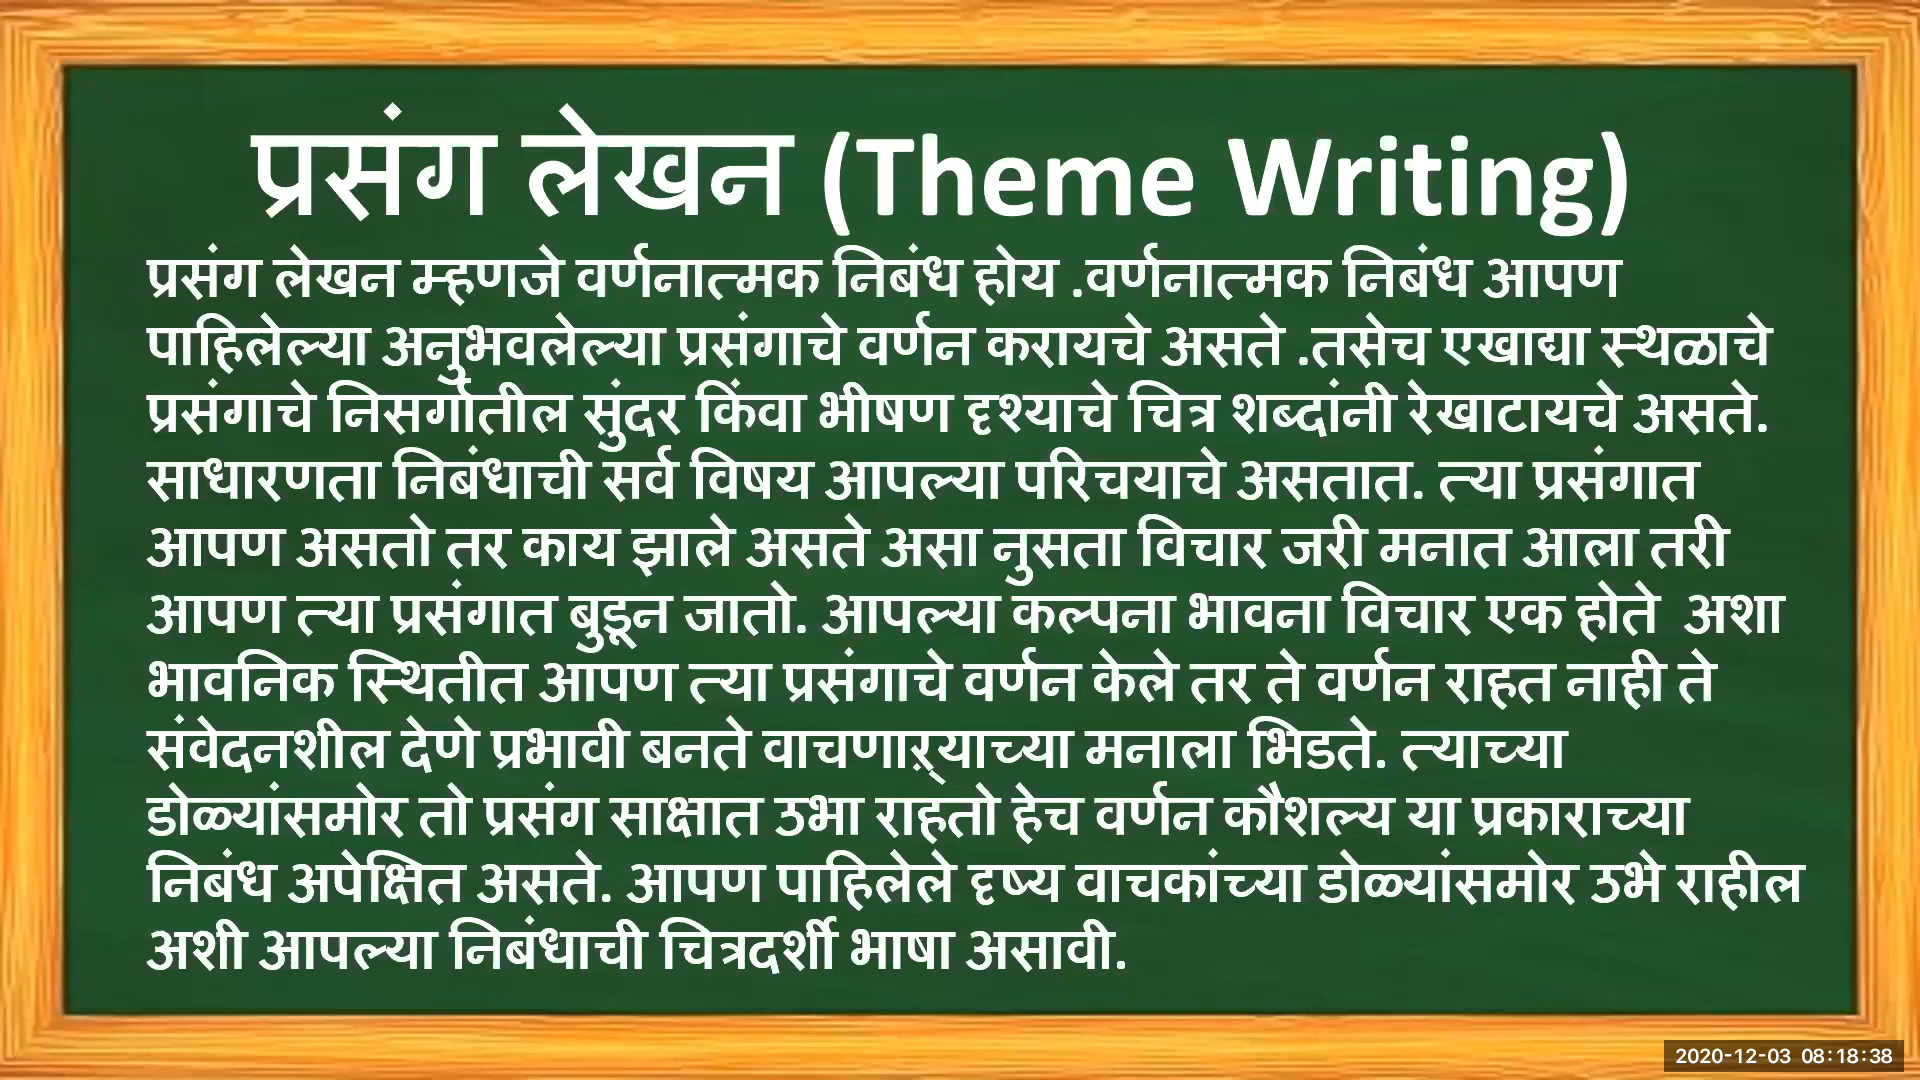 प्रसंग लेखन (Theme Writing)
प्रसंग लेखन म्हणजे वर्णनात्मक निबंध होय .वर्णनात्मक निबंध आपण
पाहिलेल्या अनुभवलेल्या प्रसंगाचे वर्णन करायचे असते .तसेच एखाद्या स्थळाचे
प्रसंगाचे निसर्गातील सुंदर किंवा भीषण दृश्याचे चित्र शब्दांनी रेखाटायचे असते.
साधारणता निबंधाची सर्व विषय आपल्या परिचयाचे असतात. त्या प्रसंगात
आपण असतो तर काय झाले असते असा नुसता विचार जरी मनात आला तरी
आपण त्या प्रसंगात बुडून जातो. आपल्या कल्पना भावना विचार एक होते अशा
भावनिक स्थितीत आपण त्या प्रसंगाचे वर्णन केले तर ते वर्णन राहत नाही ते
संवेदनशील देणे प्रभावी बनते वाचणाऱ्याच्या मनाला भिडते. त्याच्या
डोळ्यांसमोर तो प्रसंग साक्षात उभा राहतो हेच वर्णन कौशल्य या प्रकाराच्या
निबंध अपेक्षित असते. आपण पाहिलेले दृष्य वाचकांच्या डोळ्यांसमोर उभे राहील
अशी आपल्या निबंधाची चित्रदर्शी भाषा असावी.
2020-12-03 08:18:38